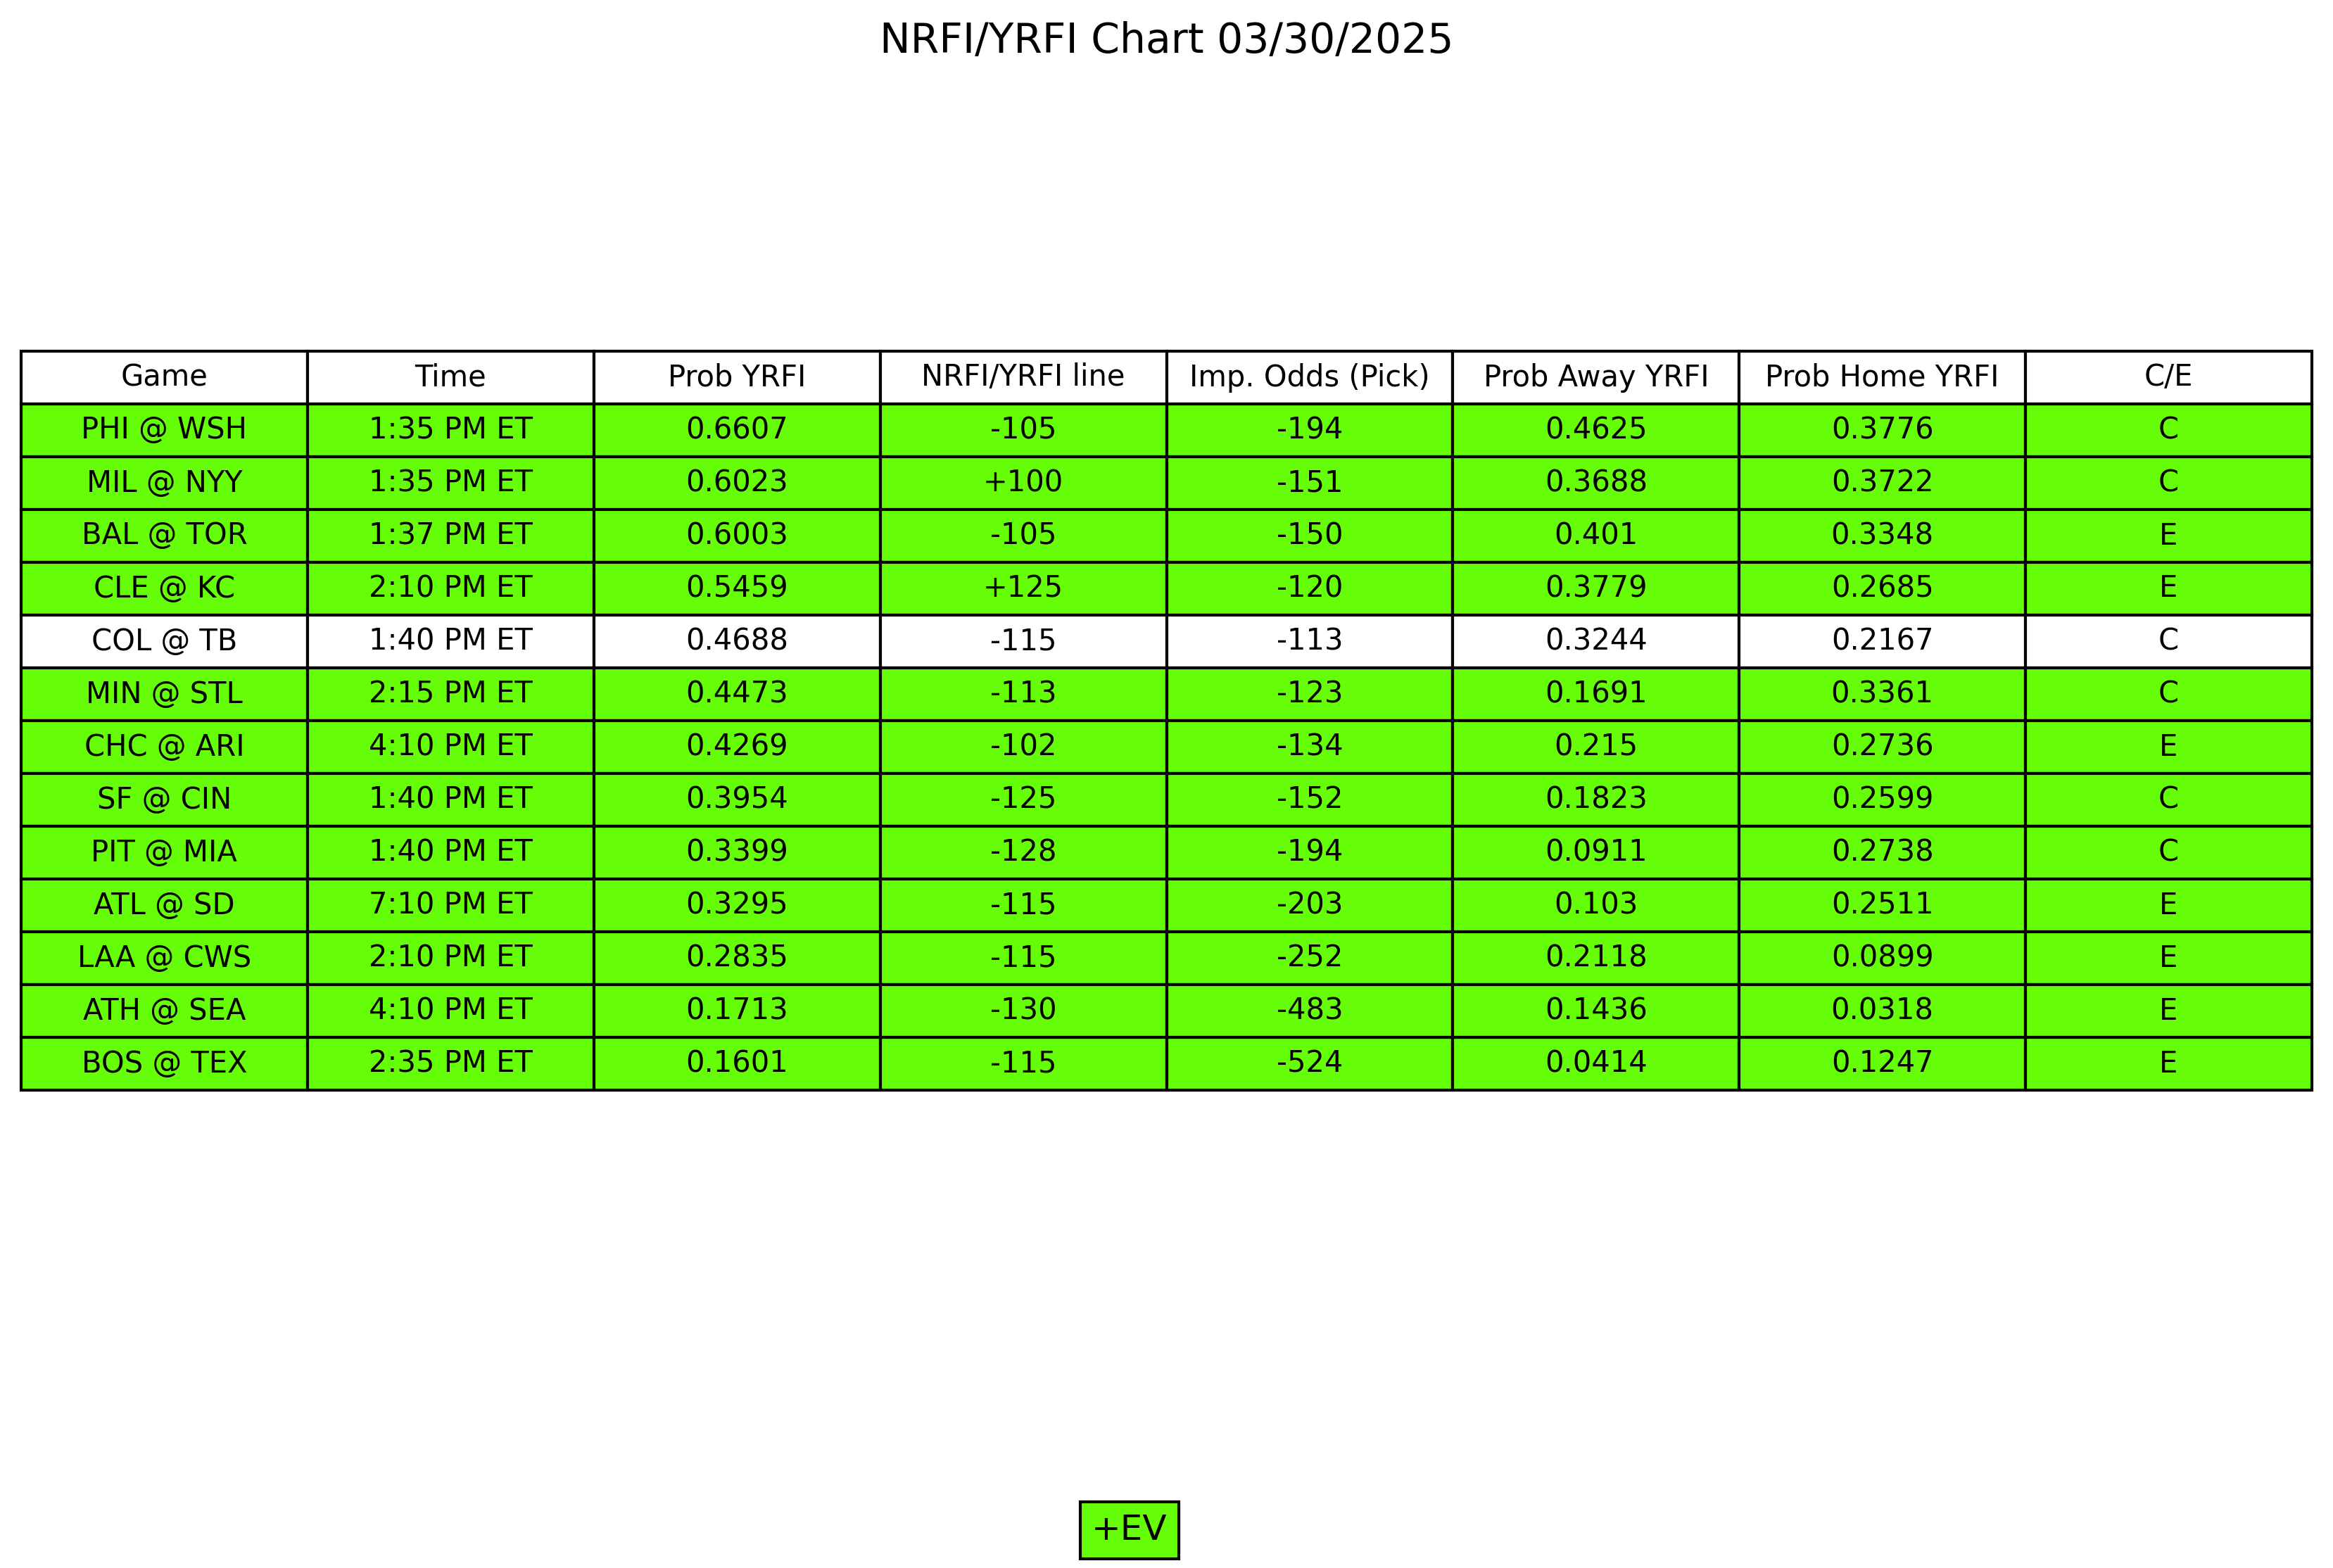 NRFI/YRFI Chart 03/30/2025
Game Time Prob YRFI NRFI/YRFI line Imp. Odds (Pick) Prob Away YRFI Prob Home YRFI C/E
PHI @ WSH 1:35 PM ET 0.6607 -105 -194 0.4625 0.3776 C
MIL @ NYY 1:35 PM ET 0.6023 +100 -151 0.3688 0.3722 C
BAL @ TOR 1:37 PM ET 0.6003 -105 -150 0.401 0.3348 E
CLE @ KC 2:10 PM ET 0.5459 +125 -120 0.3779 0.2685 E
COL @ TB 1:40 PM ET 0.4688 -115 -113 0.3244 0.2167 C
MIN @ STL 2:15 PM ET 0.4473 -113 -123 0.1691 0.3361 C
CHC @ ARI 4:10 PM ET 0.4269 -102 -134 0.215 0.2736 E
SF @ CIN 1:40 PM ET 0.3954 -125 -152 0.1823 0.2599 C
PIT @ MIA 1:40 PM ET 0.3399 -128 -194 0.0911 0.2738 C
ATL @ SD 7:10 PM ET 0.3295 -115 -203 0.103 0.2511 E
LAA @ CWS 2:10 PM ET 0.2835 -115 -252 0.2118 0.0899 E
ATH @ SEA 4:10 PM ET 0.1713 -130 -483 0.1436 0.0318 E
BOS @ TEX 2:35 PM ET 0.1601 -115 -524 0.0414 0.1247 E
+EV